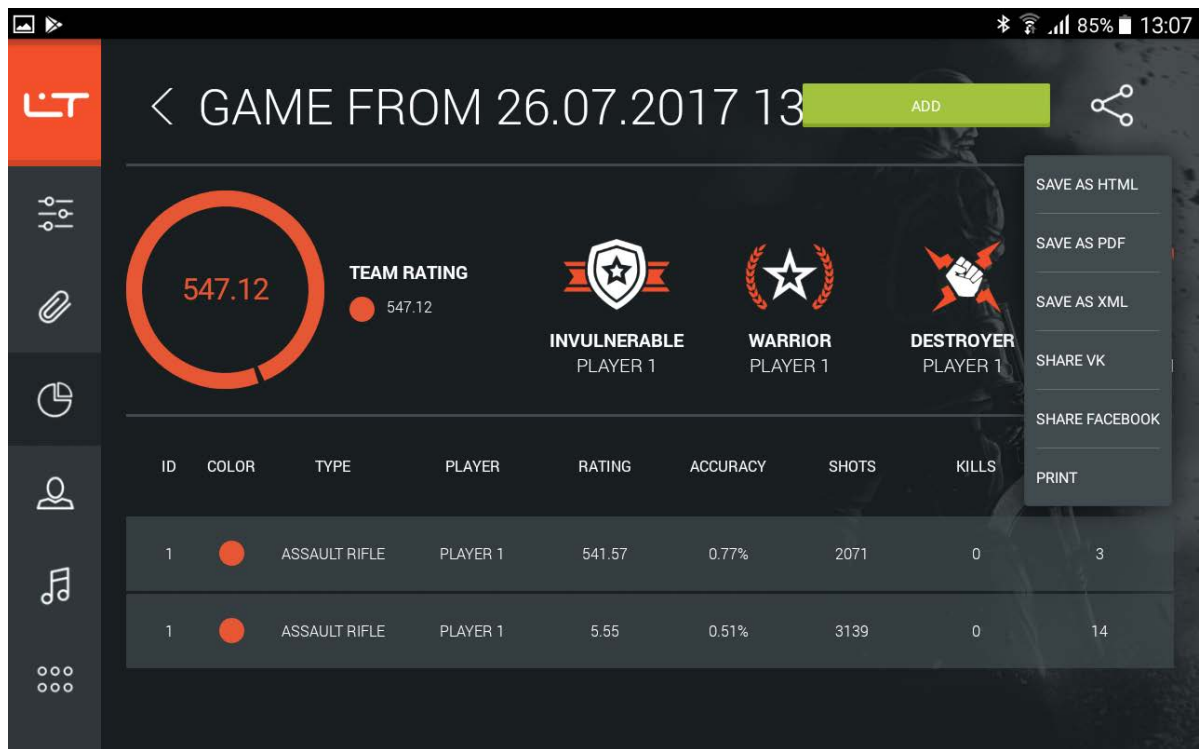 85% 13:07
LT
GAME FROM 26.07.2017 13
ADD
SAVE AS HTML
SAVE AS PDF
SAVE AS XML
SHARE VK
SHARE FACEBOOK
PRINT
547.12
TEAM RATING
547.12
INVULNERABLE
PLAYER 1
WARRIOR
PLAYER 1
DESTROYER
PLAYER 1
ID COLOR TYPE PLAYER RATING ACCURACY SHOTS KILLS
1 ASSAULT RIFLE PLAYER 1 541.57 0.77% 2071 0 3
1 ASSAULT RIFLE PLAYER 1 5.55 0.51% 3139 0 14